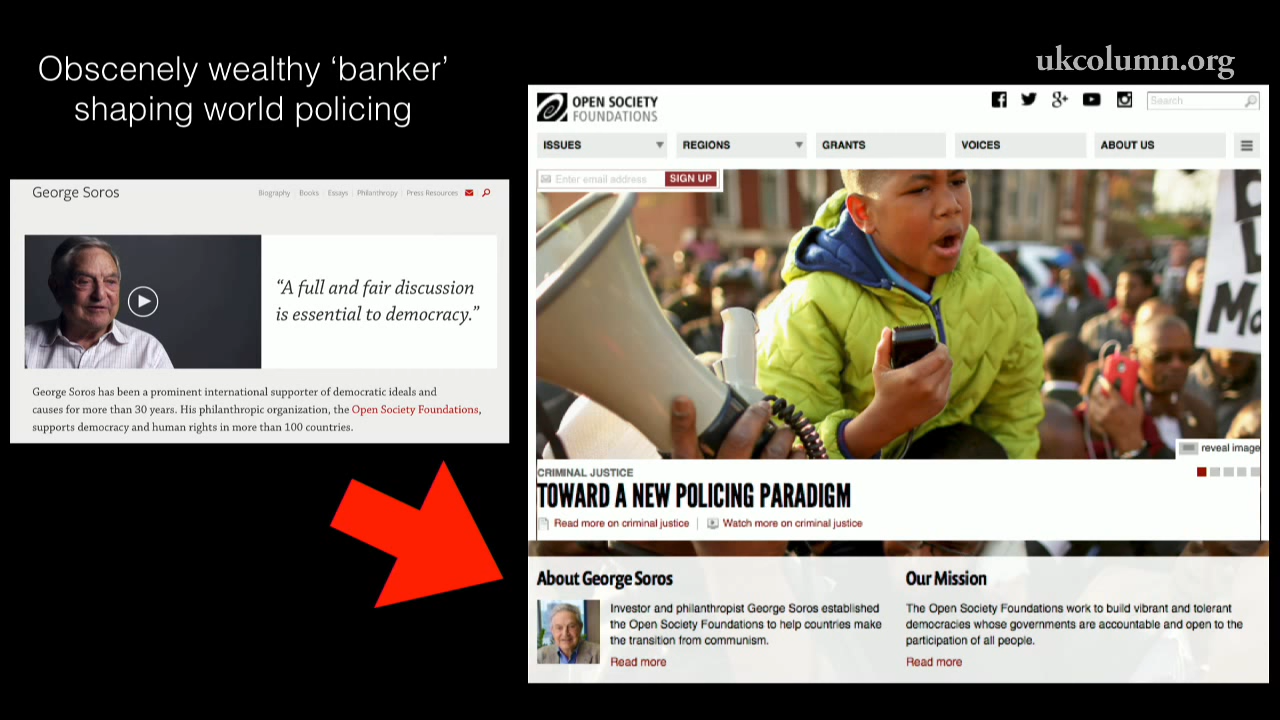 Obscenely wealthy ‘banker’
shaping world policing
ukcolumn.org
George Soros
Biography Books Essays Philanthropy Press Resources
“A full and fair discussion
is essential to democracy.”
George Soros has been a prominent international supporter of democratic ideals and
causes for more than 30 years. His philanthropic organization, the Open Society Foundations,
supports democracy and human rights in more than 100 countries.
OPEN SOCIETY
FOUNDATIONS
Search
ISSUES REGIONS GRANTS VOICES ABOUT US
Enter email address SIGN UP
reveal image
CRIMINAL JUSTICE
TOWARD A NEW POLICING PARADIGM
Read more on criminal justice Watch more on criminal justice
About George Soros
Investor and philanthropist George Soros established
the Open Society Foundations to help countries make
the transition from communism.
Read more
Our Mission
The Open Society Foundations work to build vibrant and tolerant
democracies whose governments are accountable and open to the
participation of all people.
Read more